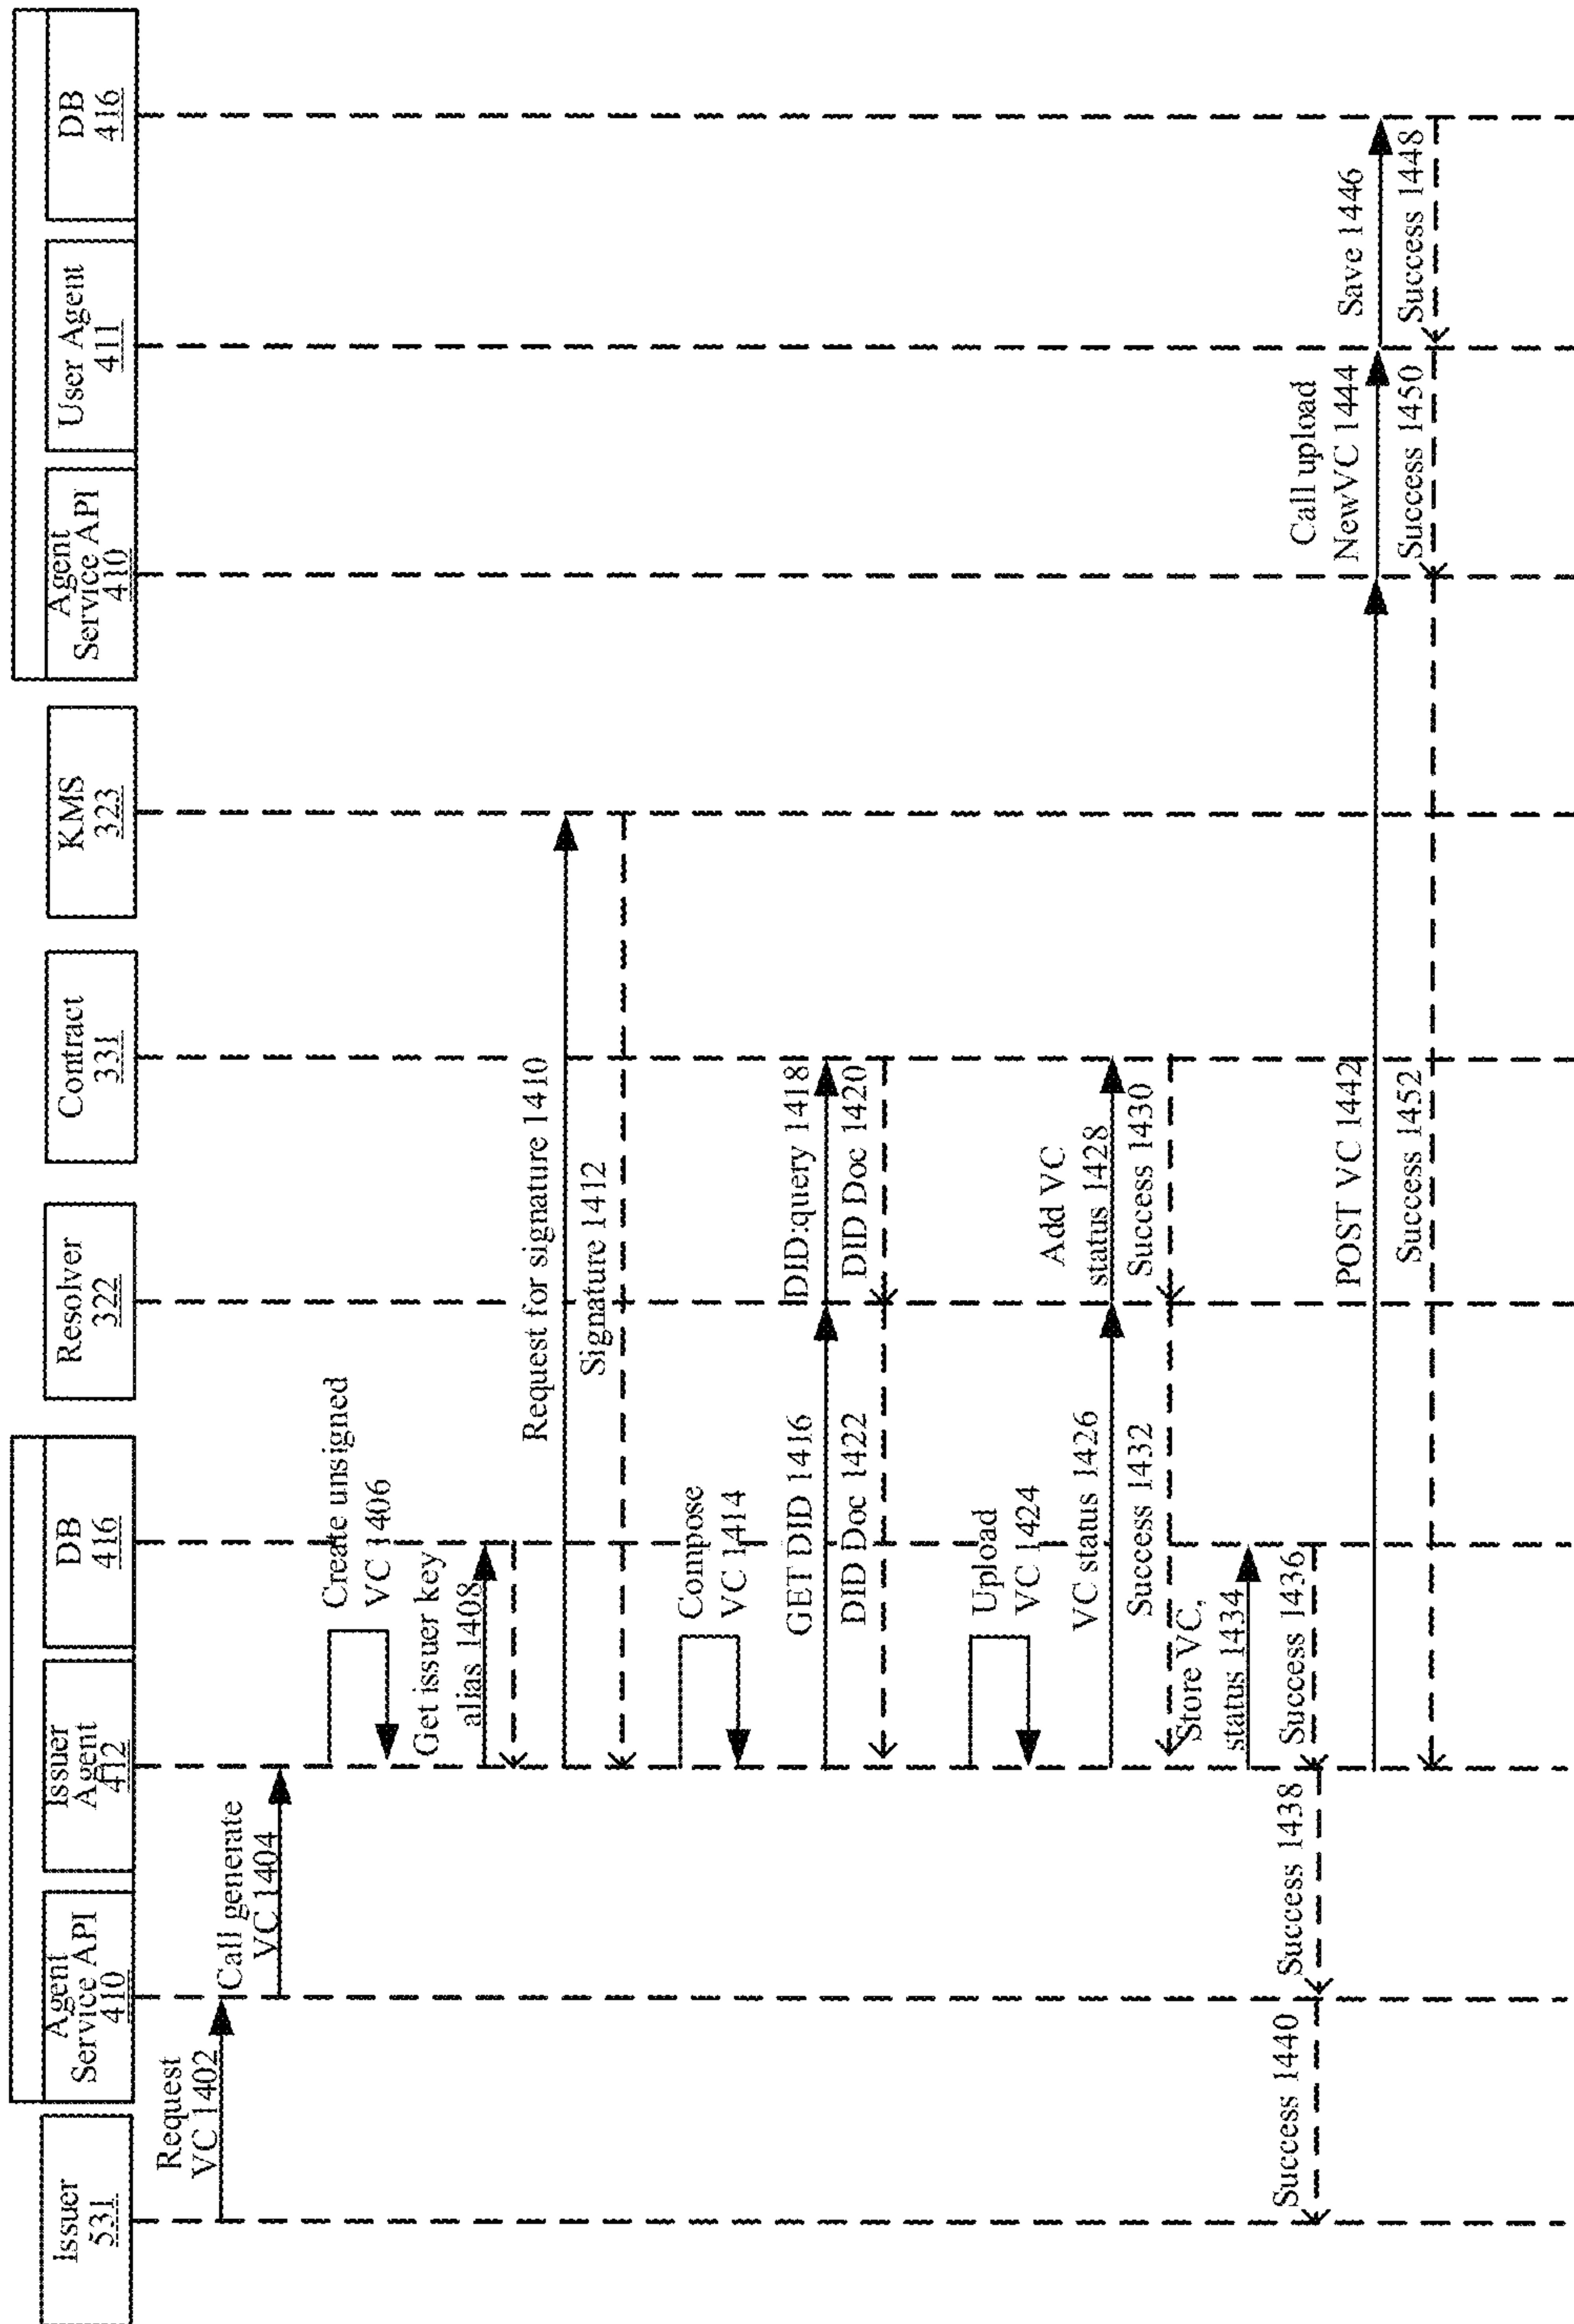 Issuer
531
Agent
Service API
410
Issuer
Agent
412
DB
416
Resolver
322
Contract
331
KMS
323
Agent
Service API
410
User Agent
411
DB
416
Request
VC 1402
Call generate
VC 1404
Create unsigned
VC 1406
Get issuer key
alias 1408
Request for signature 1410
Signature 1412
Compose
VC 1414
GET DID 1416
DID:query 1418
DID Doc 1422
DID Doc 1420
Upload
VC 1424
VC status 1426
Add VC
status 1428
Success 1432
Success 1430
Store VC,
status 1434
Success 1436
Success 1438
Success 1440
POST VC 1442
Call upload
NewVC 1444
Save 1446
Success 1452
Success 1450
Success 1448